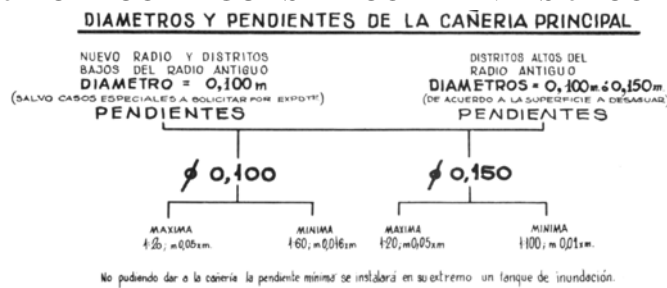 DIAMETROS Y PENDIENTES DE LA CAÑERIA PRINCIPAL
NUEVO RADIO Y DISTRITOS
BAJOS DEL RADIO ANTIGUO
DIAMETRO = 0,100 m
(SALVO CASOS ESPECIALES A SOLICITAR POR EXPDTE)
PENDIENTES
DISTRITOS ALTOS DEL
RADIO ANTIGUO
DIAMETROS = 0,100 m. ó 0,150 m.
(DE ACUERDO A LA SUPERFICIE A DESAGUAR)
PENDIENTES
ø 0,100
ø 0,150
MAXIMA
1:20; m 0,05 x m.
MINIMA
1:60; m 0,016 x m
MAXIMA
1:20; m 0,05 x m
MINIMA
1:100; m 0,01 x m.
No pudiendo dar a la cañería la pendiente mínima se instalará en su extremo un tanque de inundación.